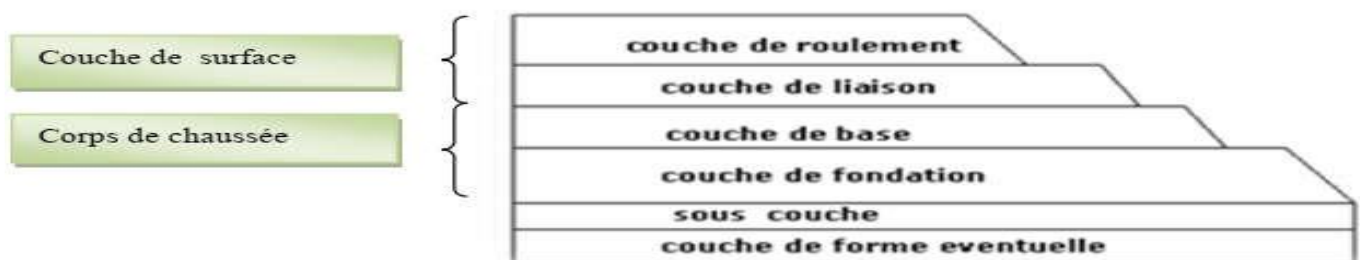 Couche de surface
Corps de chaussée
couche de roulement
couche de liaison
couche de base
couche de fondation
sous couche
couche de forme eventuelle